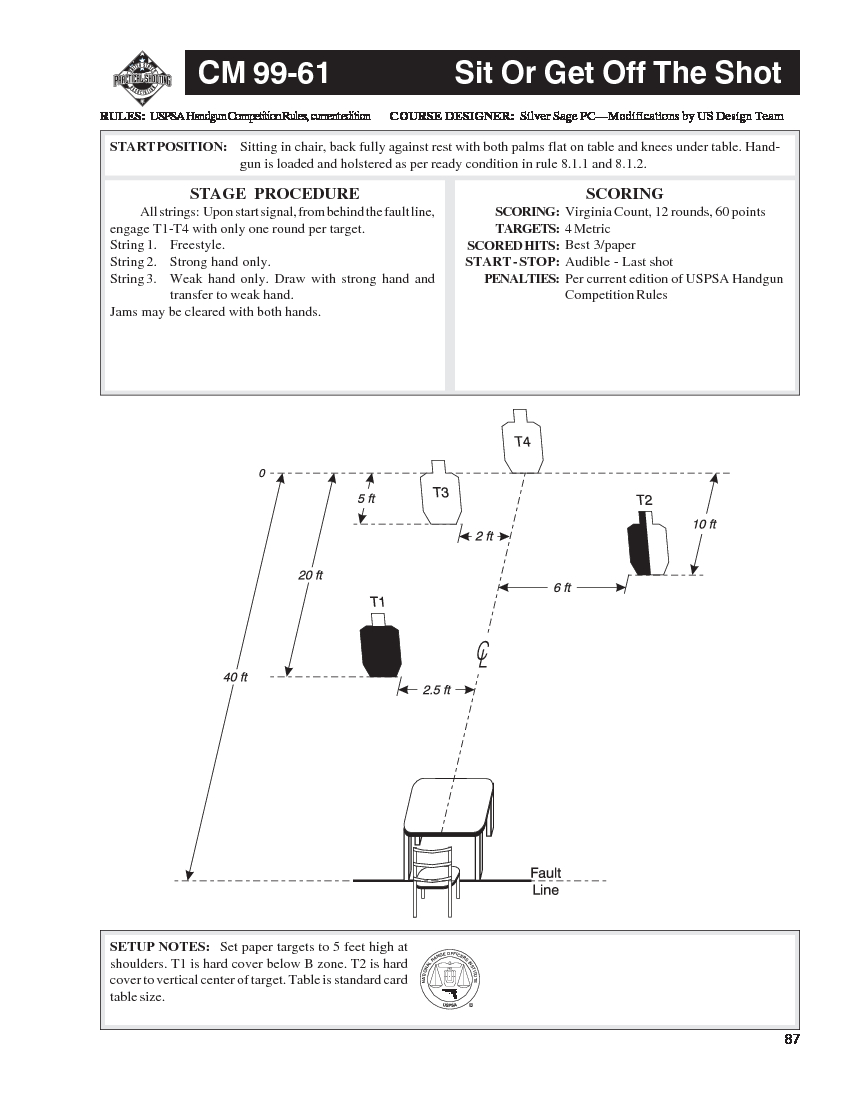 PRACTICAL SHOOTING
CM 99-61 Sit Or Get Off The Shot
RULES: USPSA Handgun Competition Rules, current edition COURSE DESIGNER: Silver Sage PC—Modifications by US Design Team
START POSITION: Sitting in chair, back fully against rest with both palms flat on table and knees under table. Hand-
gun is loaded and holstered as per ready condition in rule 8.1.1 and 8.1.2.
STAGE PROCEDURE
All strings: Upon start signal, from behind the fault line,
engage T1-T4 with only one round per target.
String 1. Freestyle.
String 2. Strong hand only.
String 3. Weak hand only. Draw with strong hand and
transfer to weak hand.
Jams may be cleared with both hands.
SCORING
SCORING: Virginia Count, 12 rounds, 60 points
TARGETS: 4 Metric
SCORED HITS: Best 3/paper
START - STOP: Audible - Last shot
PENALTIES: Per current edition of USPSA Handgun
Competition Rules
T4
0
T3
5 ft
T2
10 ft
2 ft
20 ft
6 ft
T1
CL
40 ft
2.5 ft
Fault
Line
SETUP NOTES: Set paper targets to 5 feet high at
shoulders. T1 is hard cover below B zone. T2 is hard
cover to vertical center of target. Table is standard card
table size.
NATIONAL RANGE OFFICERS INSTITUTE
USPSA
87